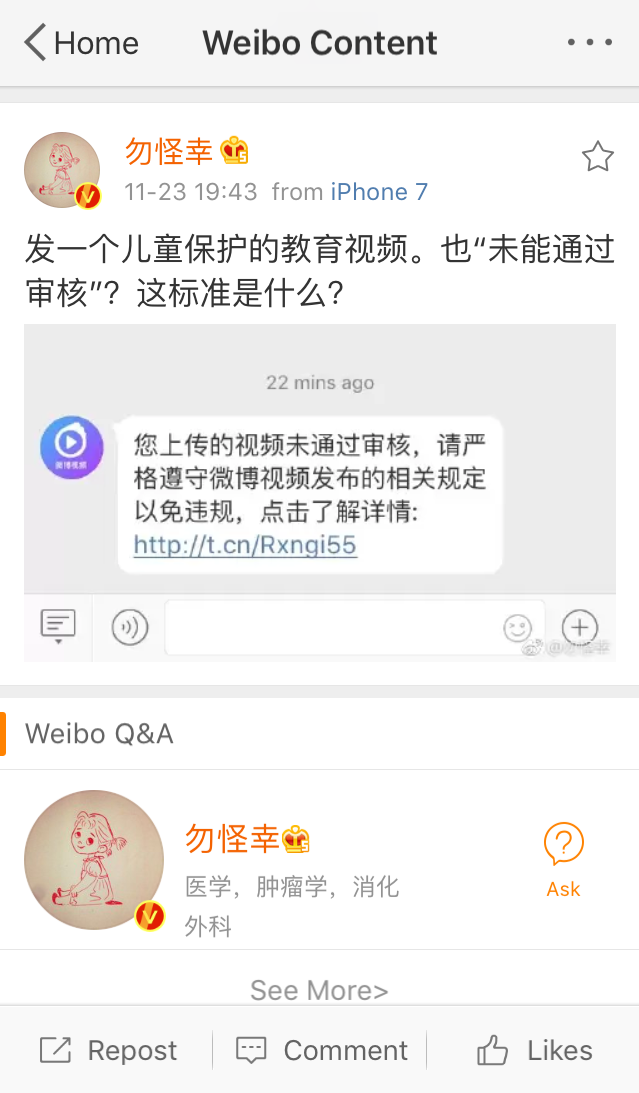 Home
Weibo Content
勿怪幸
11-23 19:43 from iPhone 7
发一个儿童保护的教育视频。也“未能通过
审核”？这标准是什么？
22 mins ago
微博视频
您上传的视频未通过审核，请严
格遵守微博视频发布的相关规定
以免违规，点击了解详情:
http://t.cn/Rxngi55
@勿怪幸
Weibo Q&A
勿怪幸
医学，肿瘤学，消化
外科
Ask
See More>
Repost
Comment
Likes